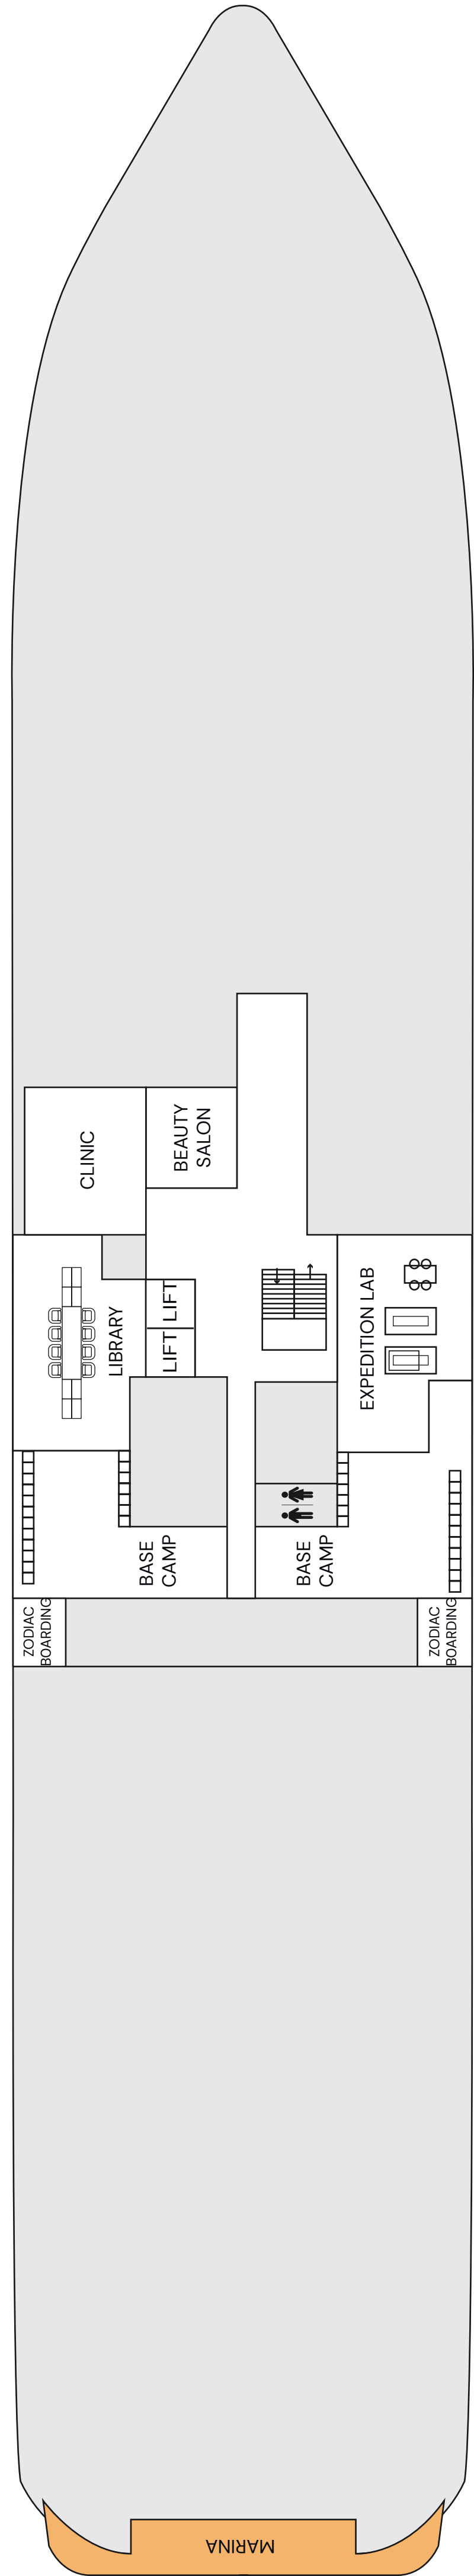 CLINIC
BEAUTY
SALON
LIBRARY
LIFT
LIFT
EXPEDITION LAB
BASE
CAMP
BASE
CAMP
ZODIAC
BOARDING
ZODIAC
BOARDING
MARINA